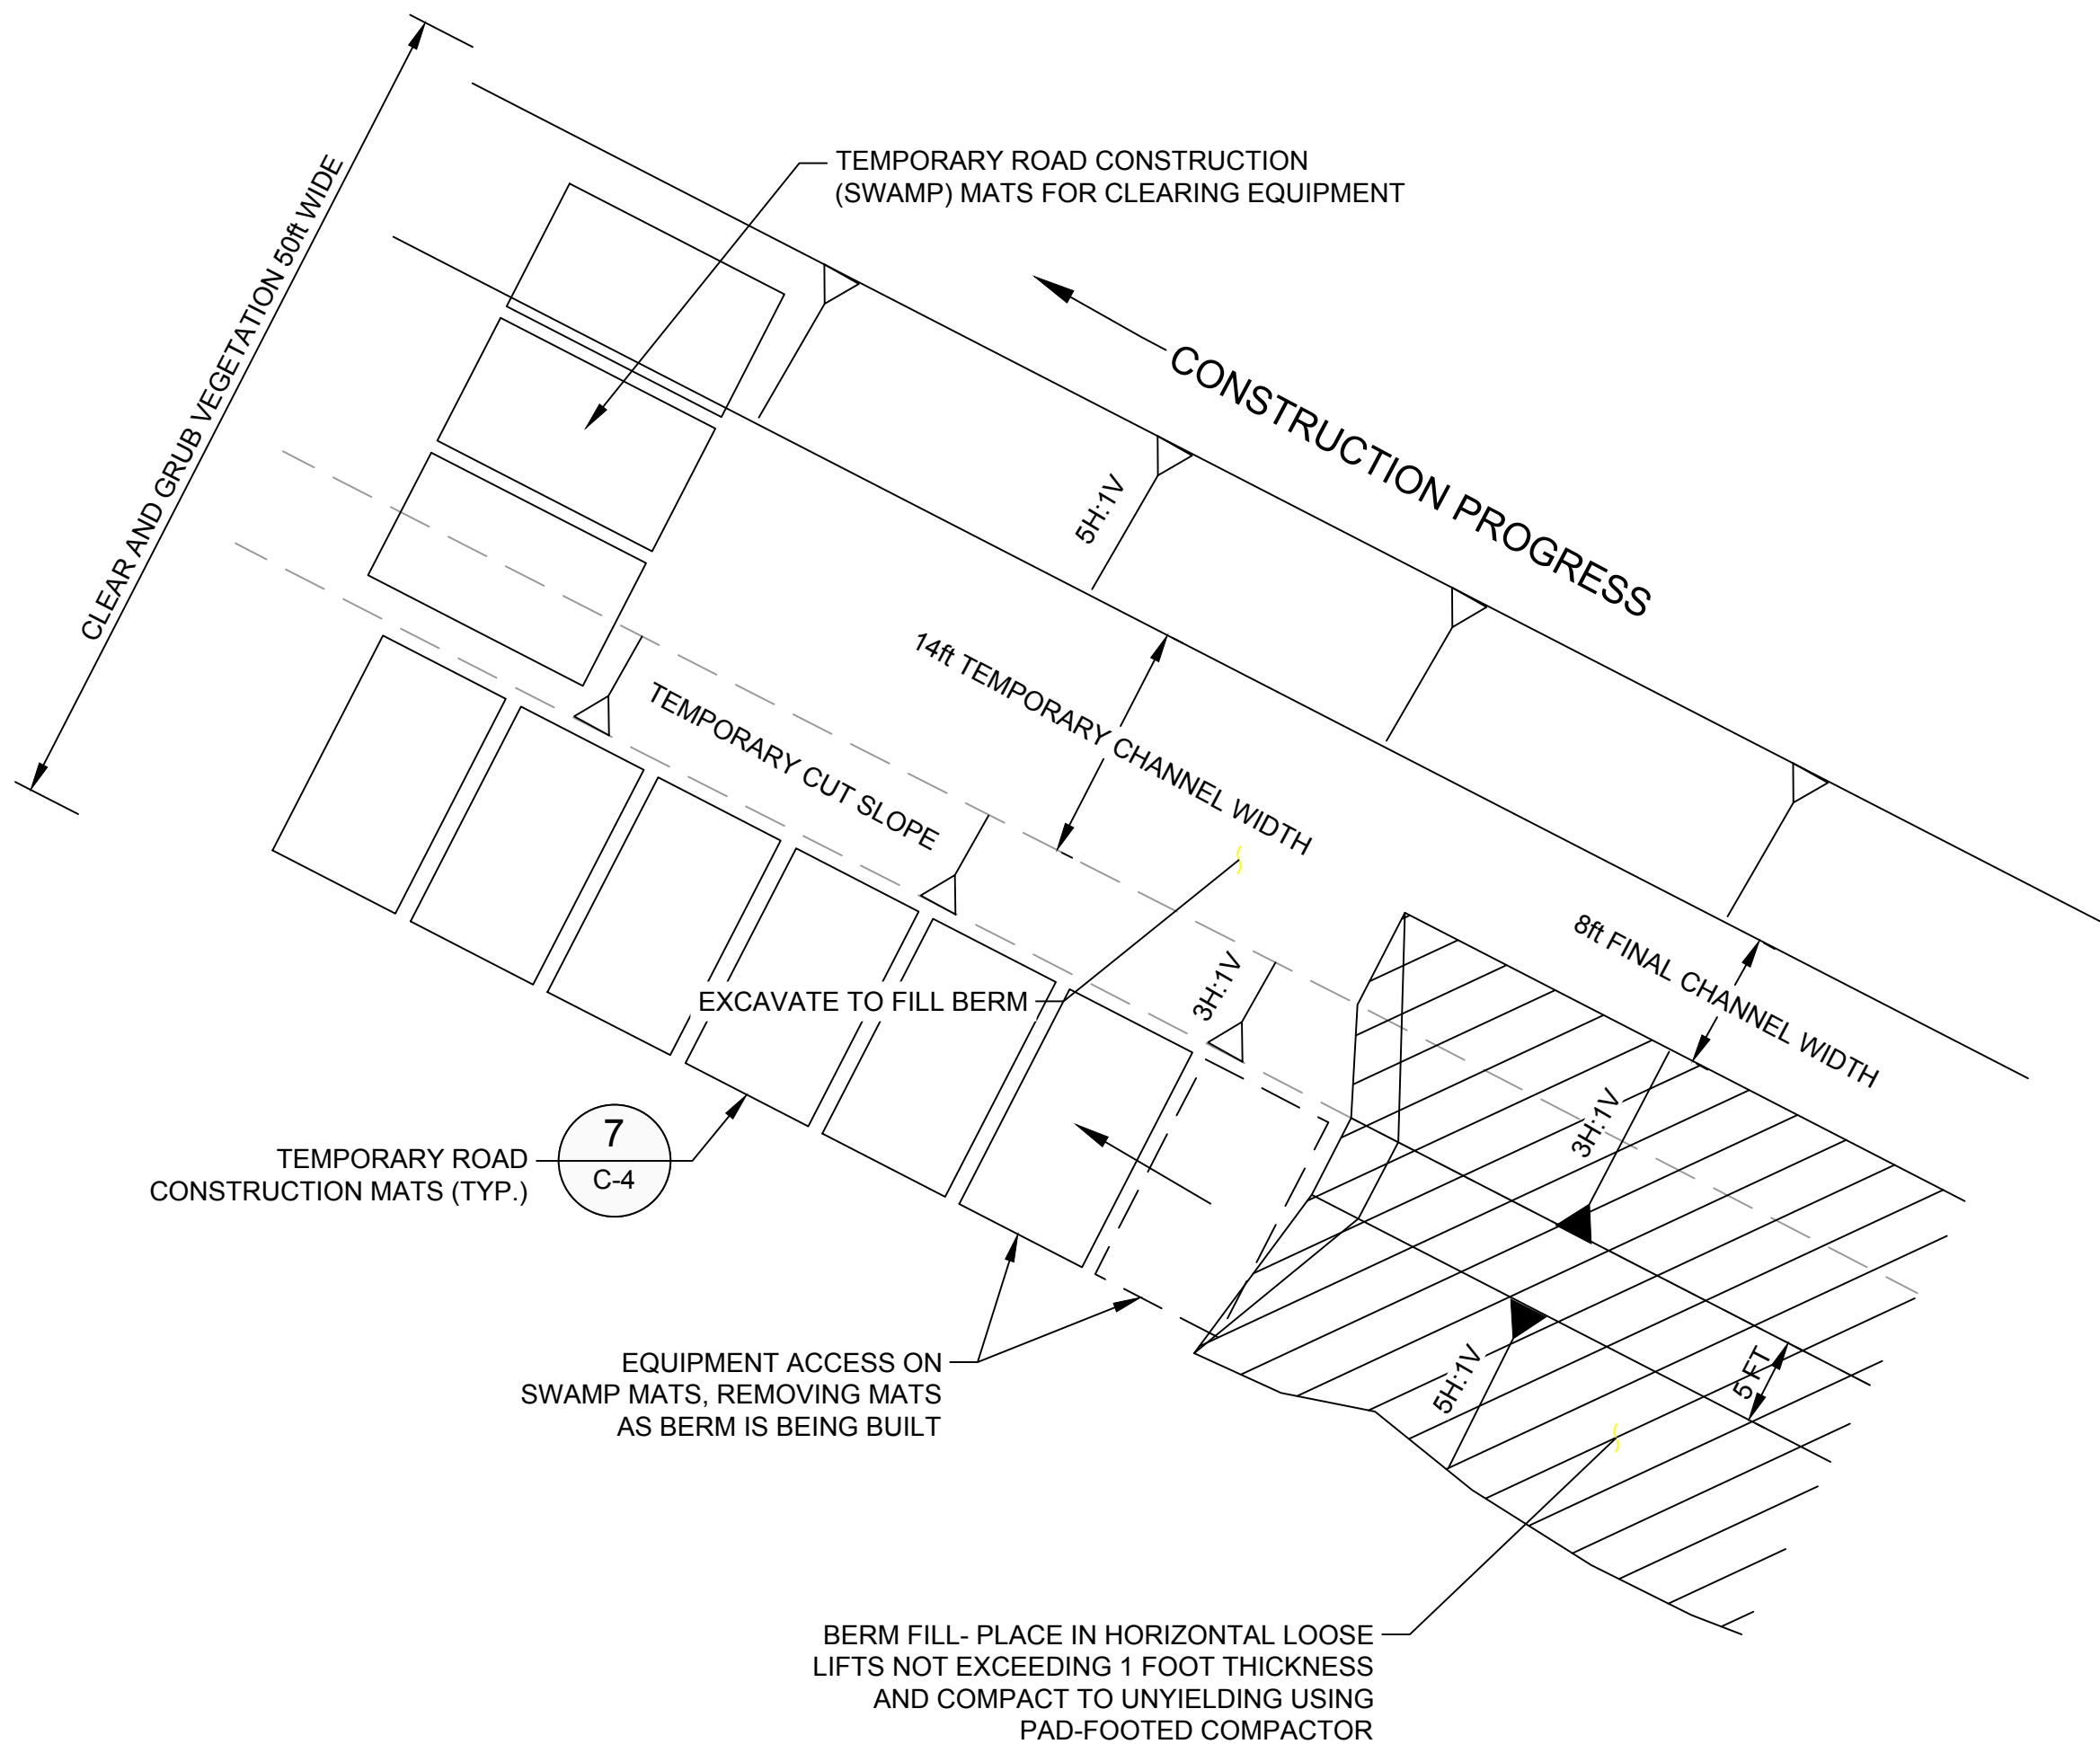 TEMPORARY ROAD CONSTRUCTION
(SWAMP) MATS FOR CLEARING EQUIPMENT
CLEAR AND GRUB VEGETATION 50ft WIDE
CONSTRUCTION PROGRESS
5H:1V
14ft TEMPORARY CHANNEL WIDTH
TEMPORARY CUT SLOPE
8ft FINAL CHANNEL WIDTH
EXCAVATE TO FILL BERM
3H:1V
3H:1V
TEMPORARY ROAD
CONSTRUCTION MATS (TYP.)
7
C-4
EQUIPMENT ACCESS ON
SWAMP MATS, REMOVING MATS
AS BERM IS BEING BUILT
5H:1V
5 FT
BERM FILL- PLACE IN HORIZONTAL LOOSE
LIFTS NOT EXCEEDING 1 FOOT THICKNESS
AND COMPACT TO UNYIELDING USING
PAD-FOOTED COMPACTOR